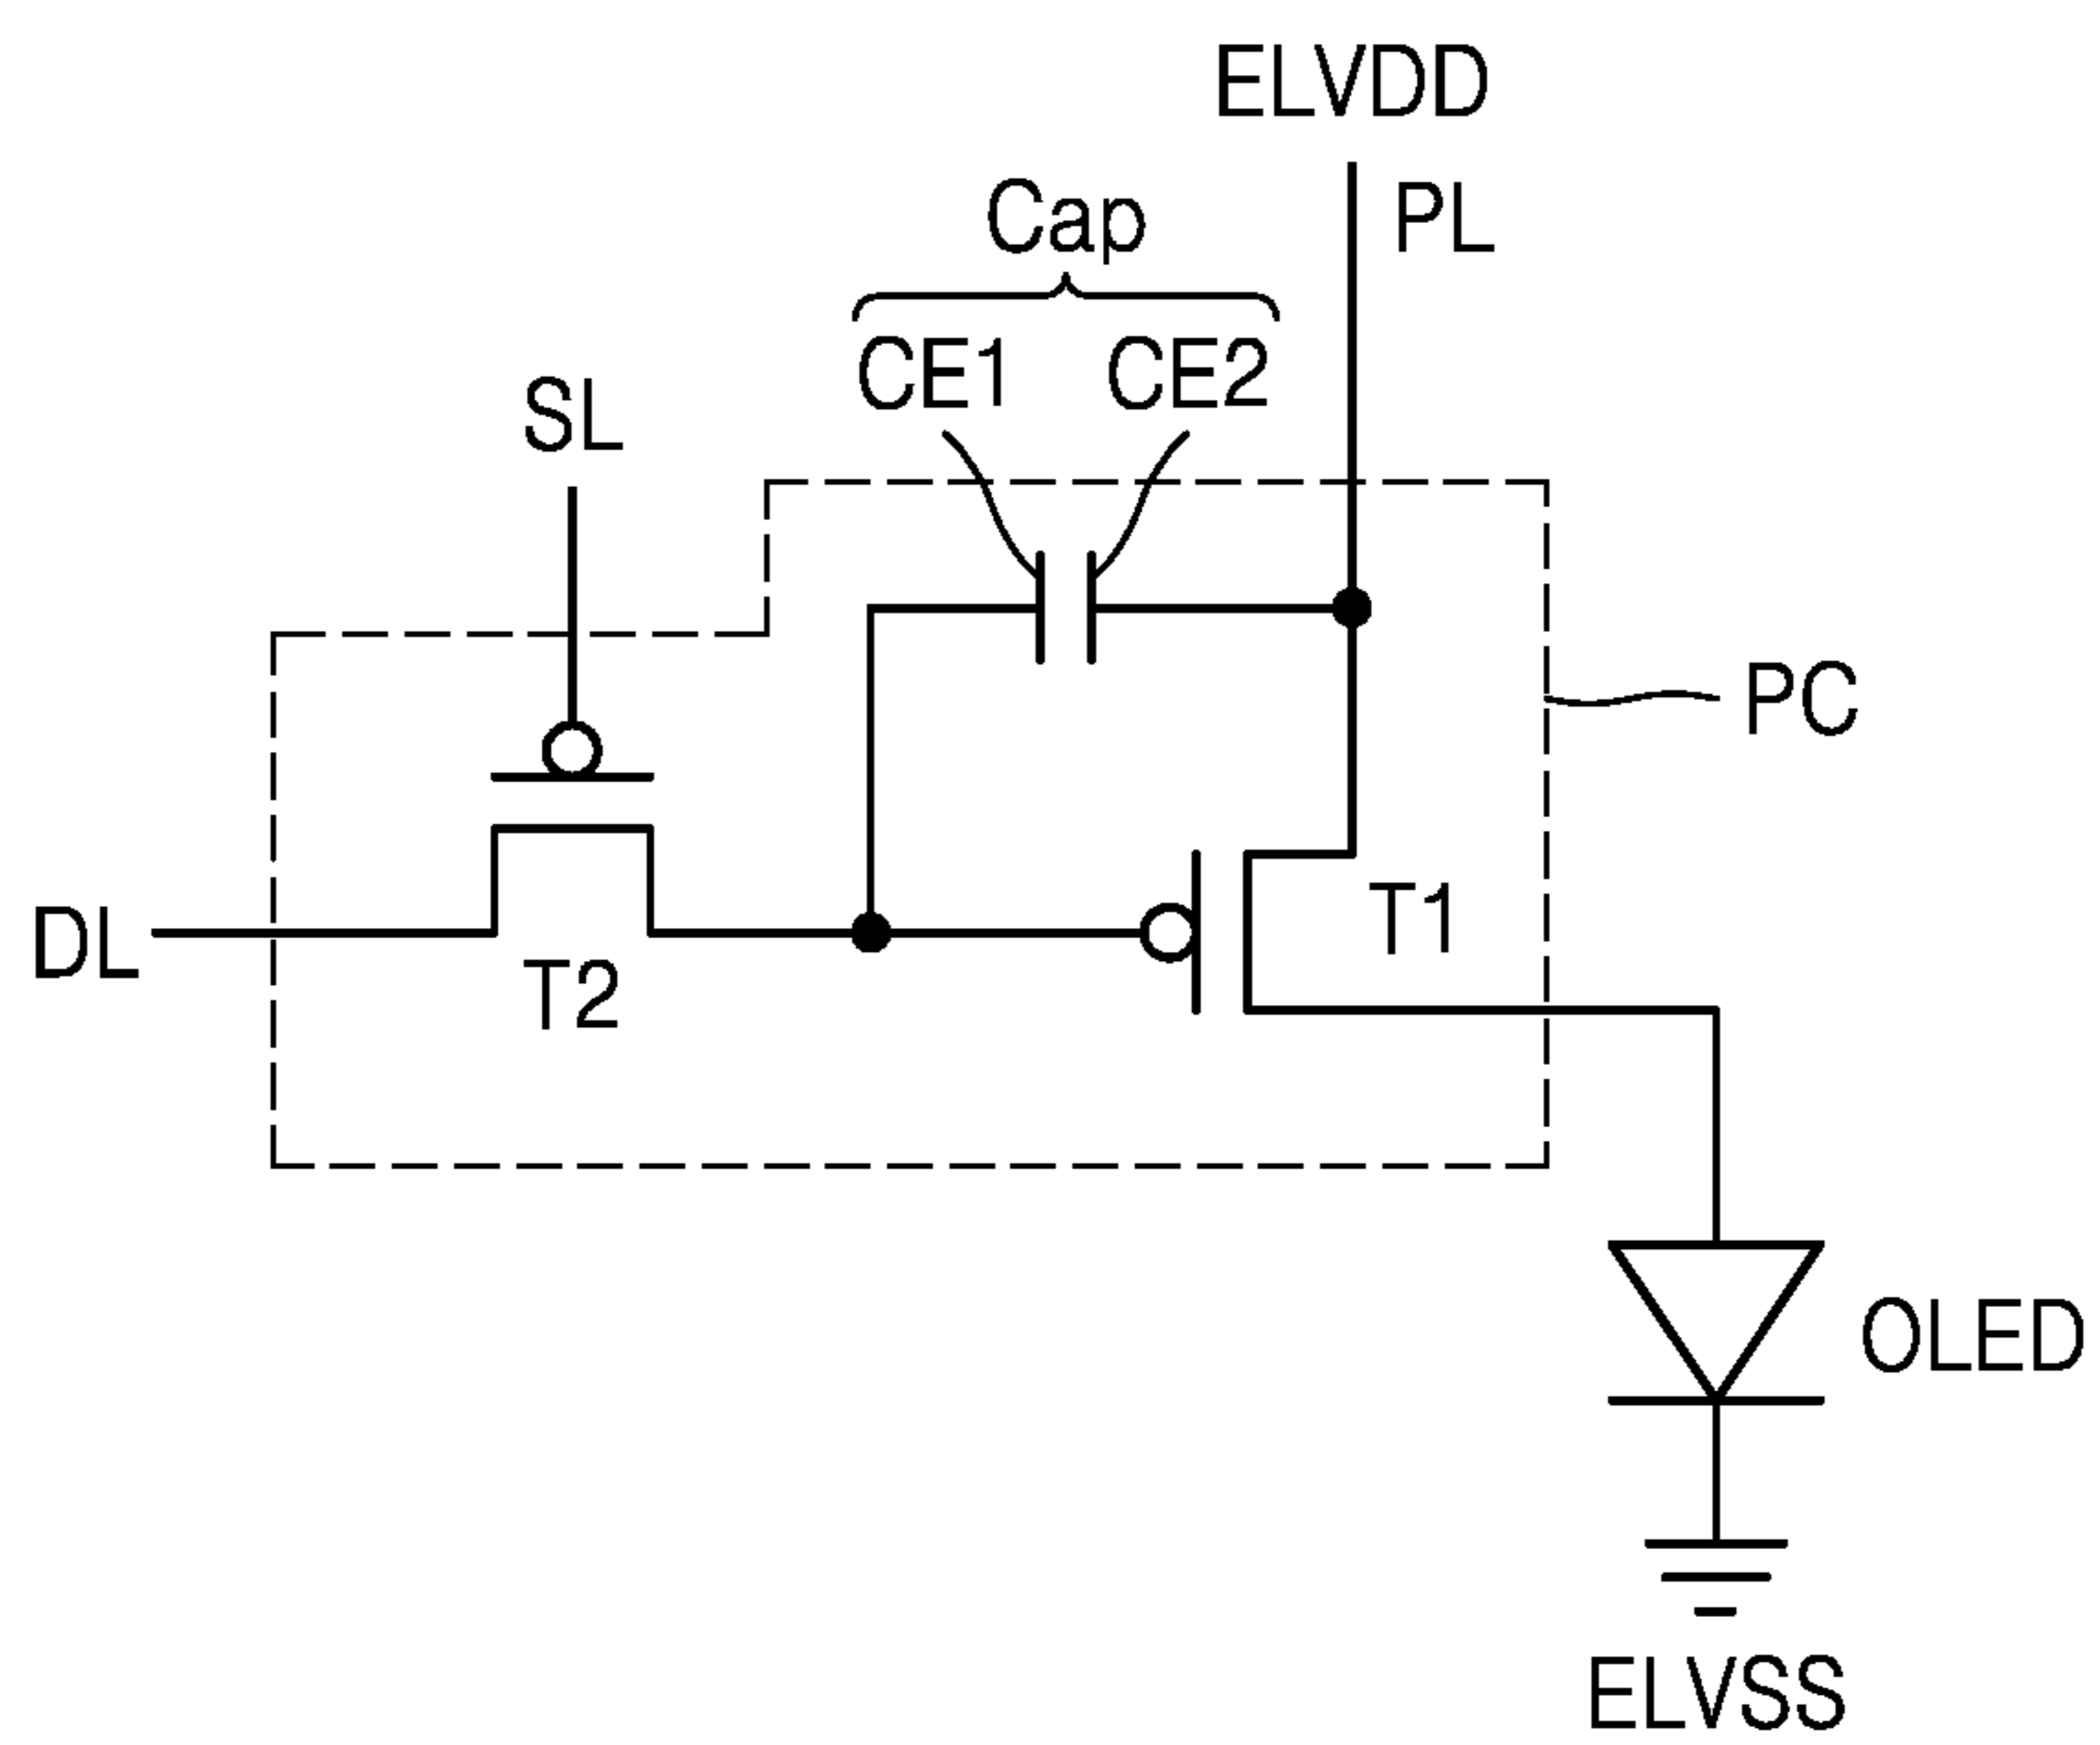 ELVDD
PL
Cap
CE1 CE2
SL
PC
T1
DL
T2
OLED
ELVSS